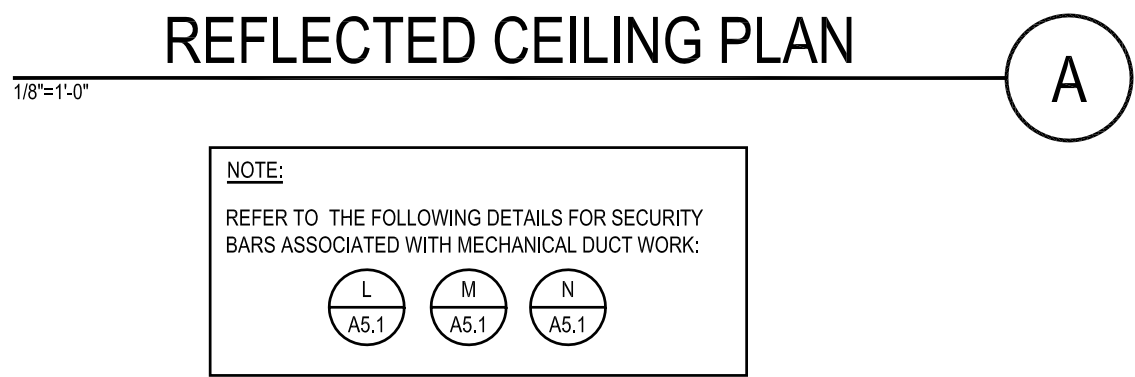 REFLECTED CEILING PLAN
A
1/8"=1'-0"
NOTE:
REFER TO THE FOLLOWING DETAILS FOR SECURITY
BARS ASSOCIATED WITH MECHANICAL DUCT WORK:
L M N
A5.1 A5.1 A5.1